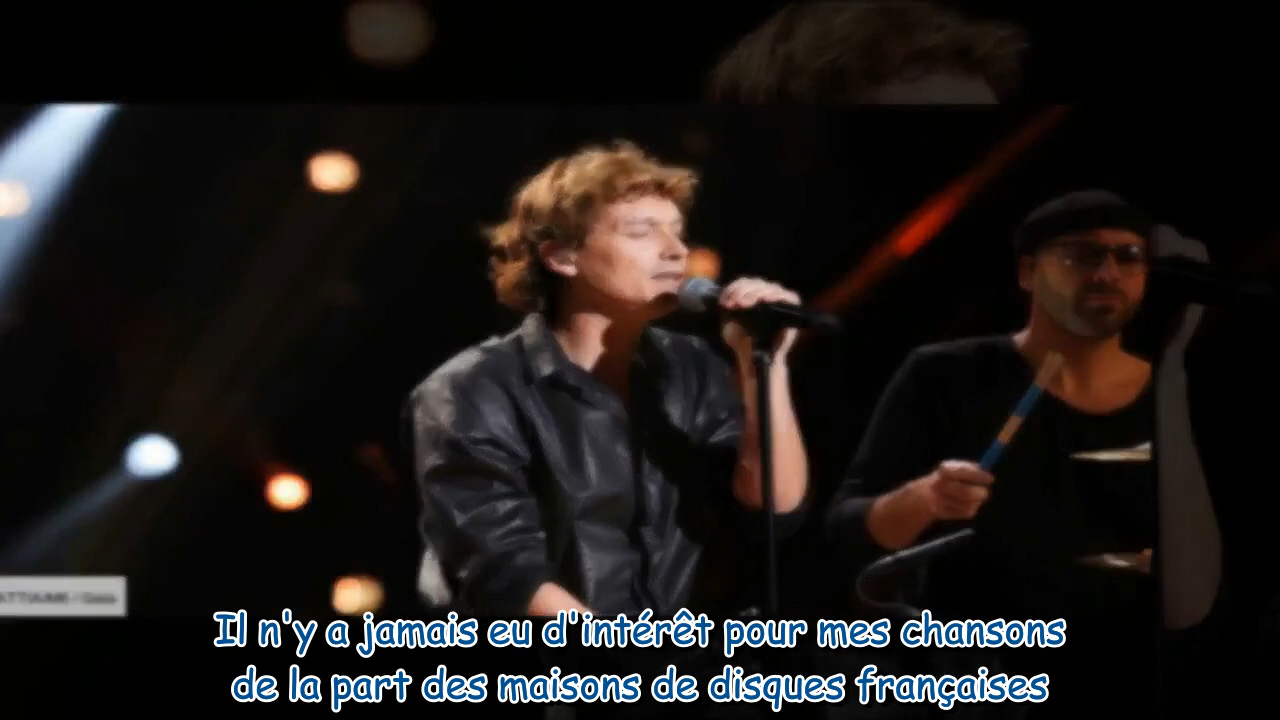 Il n'y a jamais eu d'intérêt pour mes chansons
de la part des maisons de disques françaises